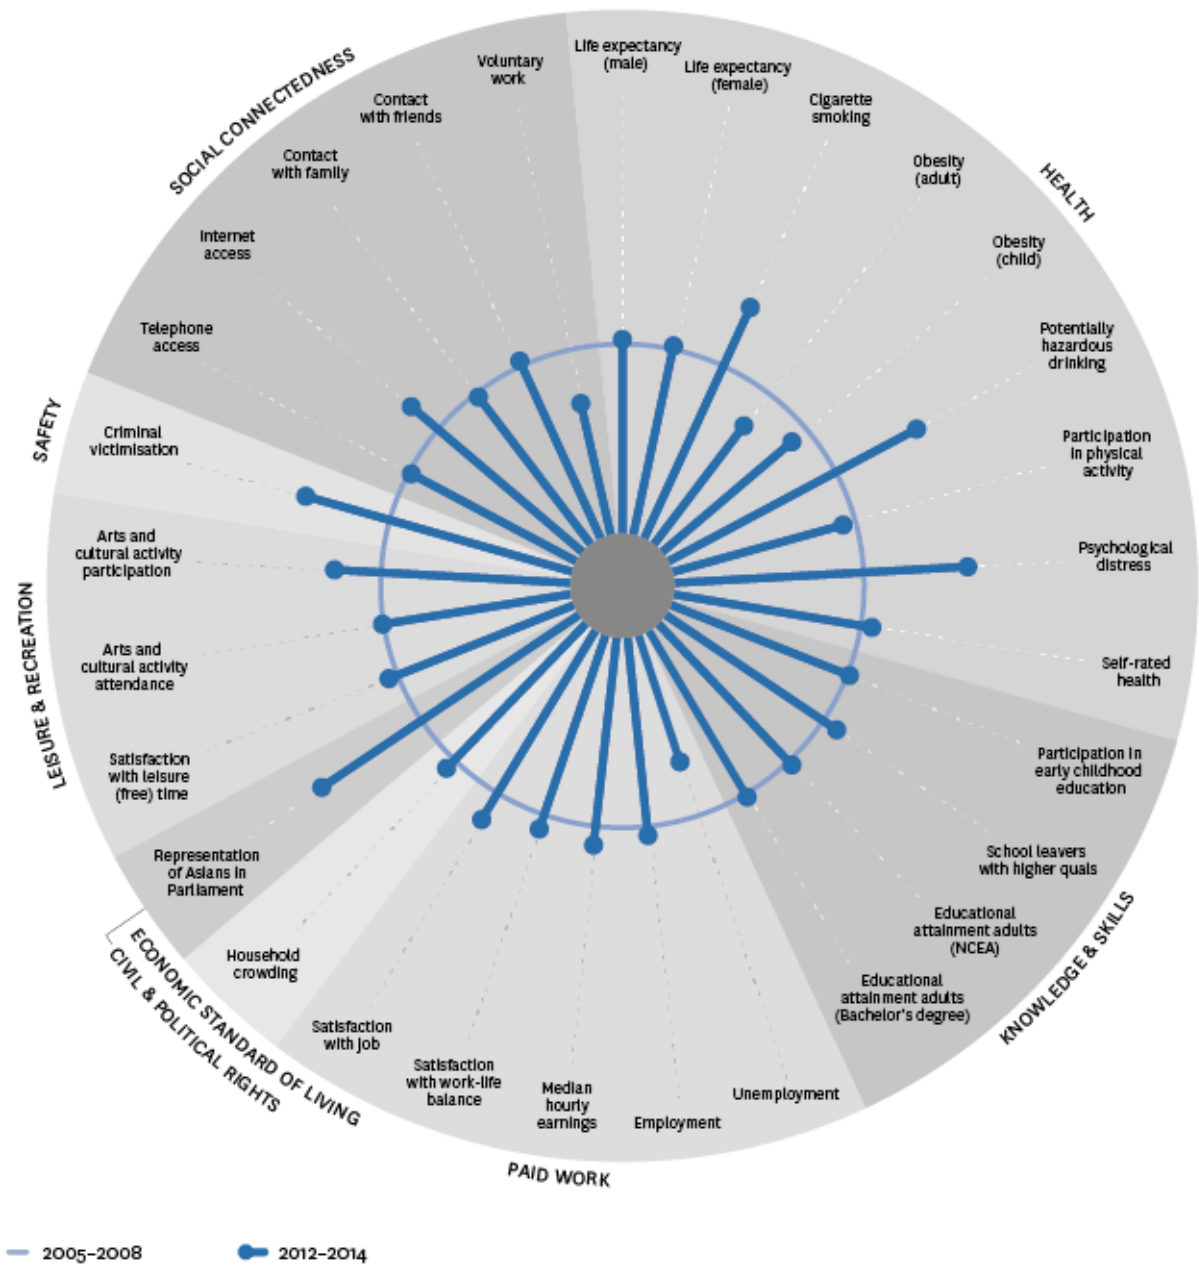 SOCIAL CONNECTEDNESS
Voluntary
work
Contact
with friends
Contact
with family
Internet
access
Telephone
access
HEALTH
Life expectancy
(male)
Life expectancy
(female)
Cigarette
smoking
Obesity
(adult)
Obesity
(child)
Potentially
hazardous
drinking
Participation
in physical
activity
Psychological
distress
Self-rated
health
KNOWLEDGE & SKILLS
Participation in
early childhood
education
School leavers
with higher quals
Educational
attainment adults
(NCEA)
Educational
attainment adults
(Bachelor's degree)
PAID WORK
Unemployment
Employment
Median
hourly
earnings
Satisfaction
with work-life
balance
Satisfaction
with job
ECONOMIC STANDARD OF LIVING
Household
crowding
CIVIL & POLITICAL RIGHTS
Representation
of Asians in
Parliament
LEISURE & RECREATION
Satisfaction
with leisure
(free) time
Arts and
cultural activity
attendance
Arts and
cultural activity
participation
SAFETY
Criminal
victimisation
2005–2008
2012–2014